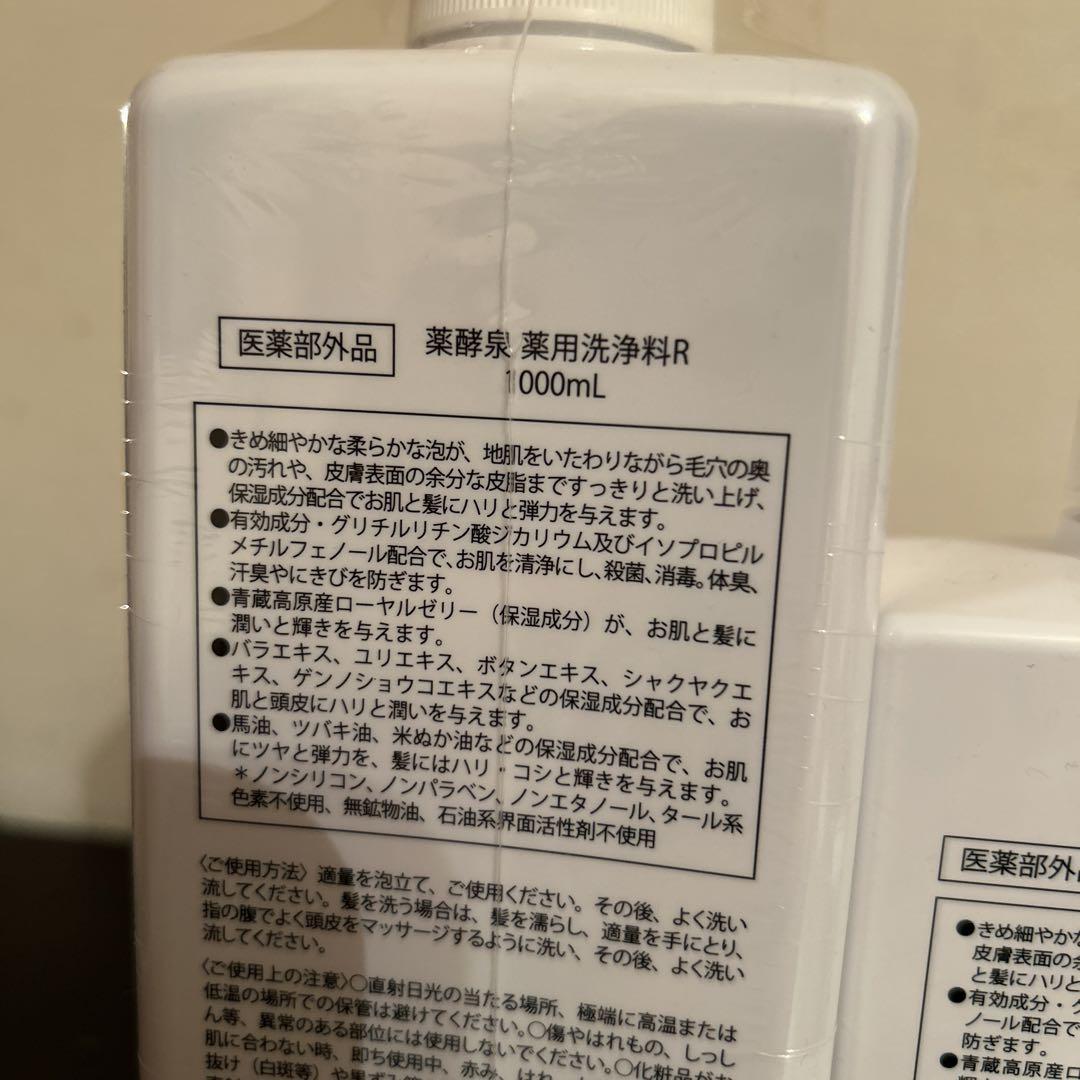 医薬部外品
薬酵泉 薬用洗浄料R
1000mL
●きめ細やかな柔らかな泡が、地肌をいたわりながら毛穴の奥
の汚れや、皮膚表面の余分な皮脂まですっきりと洗い上げ、
保湿成分配合でお肌と髪にハリと弾力を与えます。
●有効成分・グリチルリチン酸ジカリウム及びイソプロピル
メチルフェノール配合で、お肌を清浄にし、殺菌、消毒。体臭、
汗臭やにきびを防ぎます。
●青蔵高原産ローヤルゼリー（保湿成分）が、お肌と髪に
潤いと輝きを与えます。
●バラエキス、ユリエキス、ボタンエキス、シャクヤクエ
キス、ゲンノショウコエキスなどの保湿成分配合で、お
肌と頭皮にハリと潤いを与えます。
●馬油、ツバキ油、米ぬか油などの保湿成分配合で、お肌
にツヤと弾力を、髪にはハリ・コシと輝きを与えます。
＊ノンシリコン、ノンパラベン、ノンエタノール、タール系
色素不使用、無鉱物油、石油系界面活性剤不使用
〈ご使用方法〉適量を泡立て、ご使用ください。その後、よく洗い
流してください。髪を洗う場合は、髪を濡らし、適量を手にとり、
指の腹でよく頭皮をマッサージするように洗い、その後、よく洗い
流してください。
〈ご使用上の注意〉○直射日光の当たる場所、極端に高温または
低温の場所での保管は避けてください。○傷やはれもの、しっし
ん等、異常のある部位には使用しないでください。○化粧品がお
肌に合わない時、即ち使用中、赤み、はれ
抜け（白斑等）や黒ずみ等
医薬部外
●きめ細やか
皮膚表面の
と髪にハリと
●有効成分・
ノール配合で
防ぎます。
●青蔵高原産